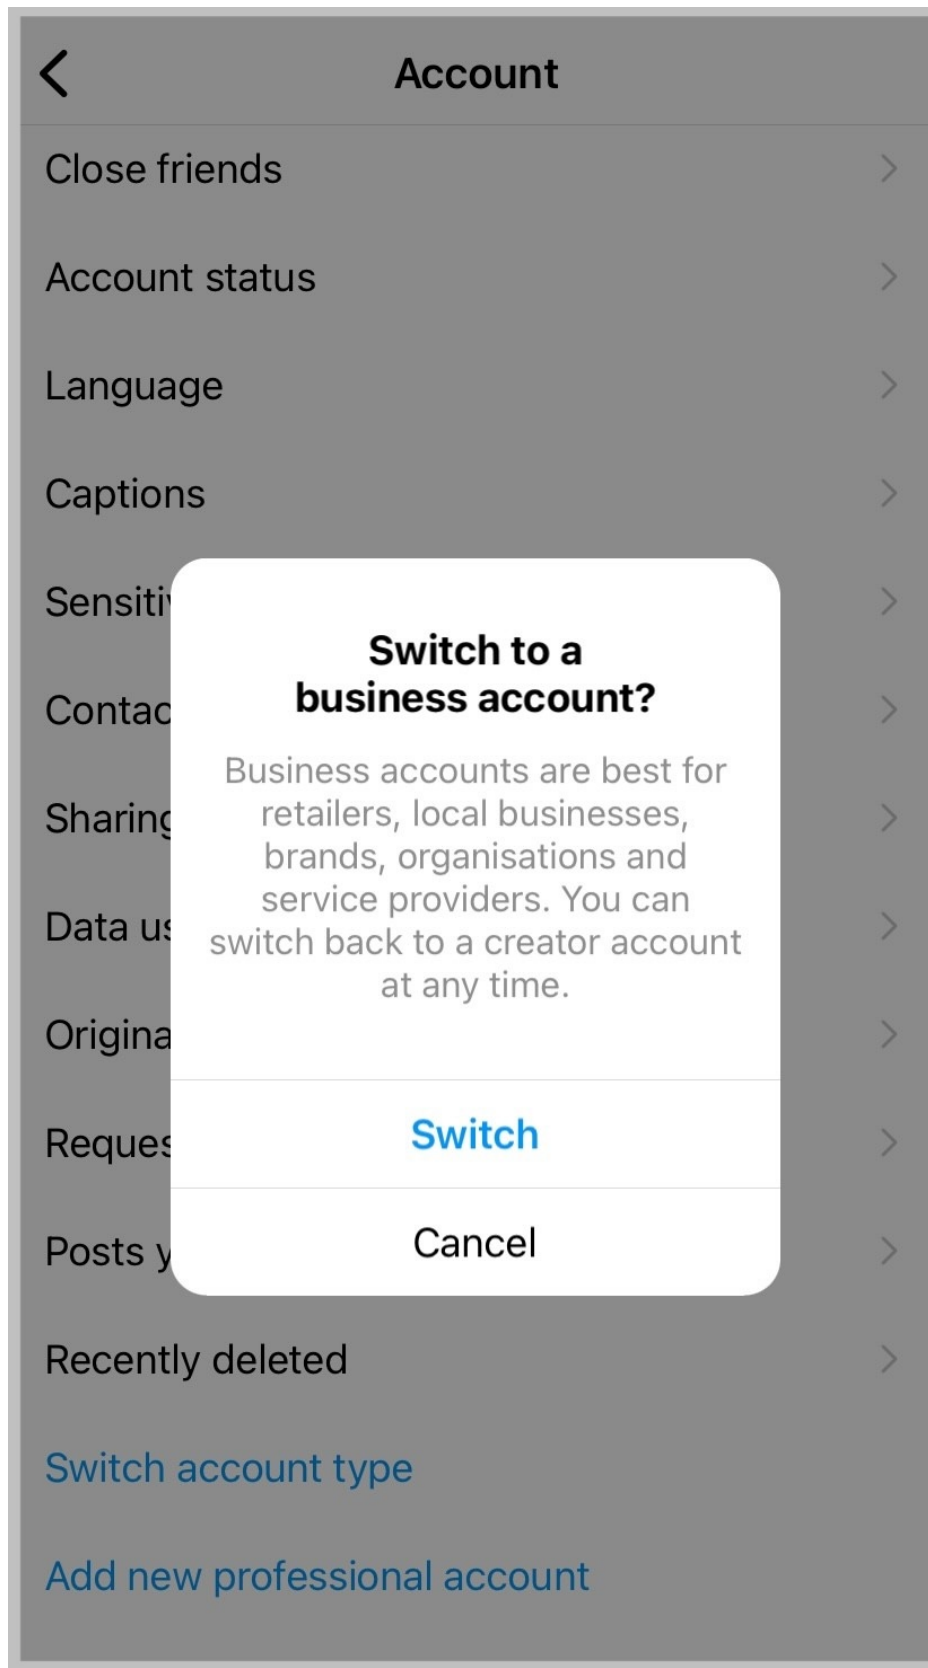 Account
Close friends
Account status
Language
Captions
Switch to a
business account?
Business accounts are best for
retailers, local businesses,
brands, organisations and
service providers. You can
switch back to a creator account
at any time.
Switch
Cancel
Data
Posts
Recently deleted
Switch account type
Add new professional account